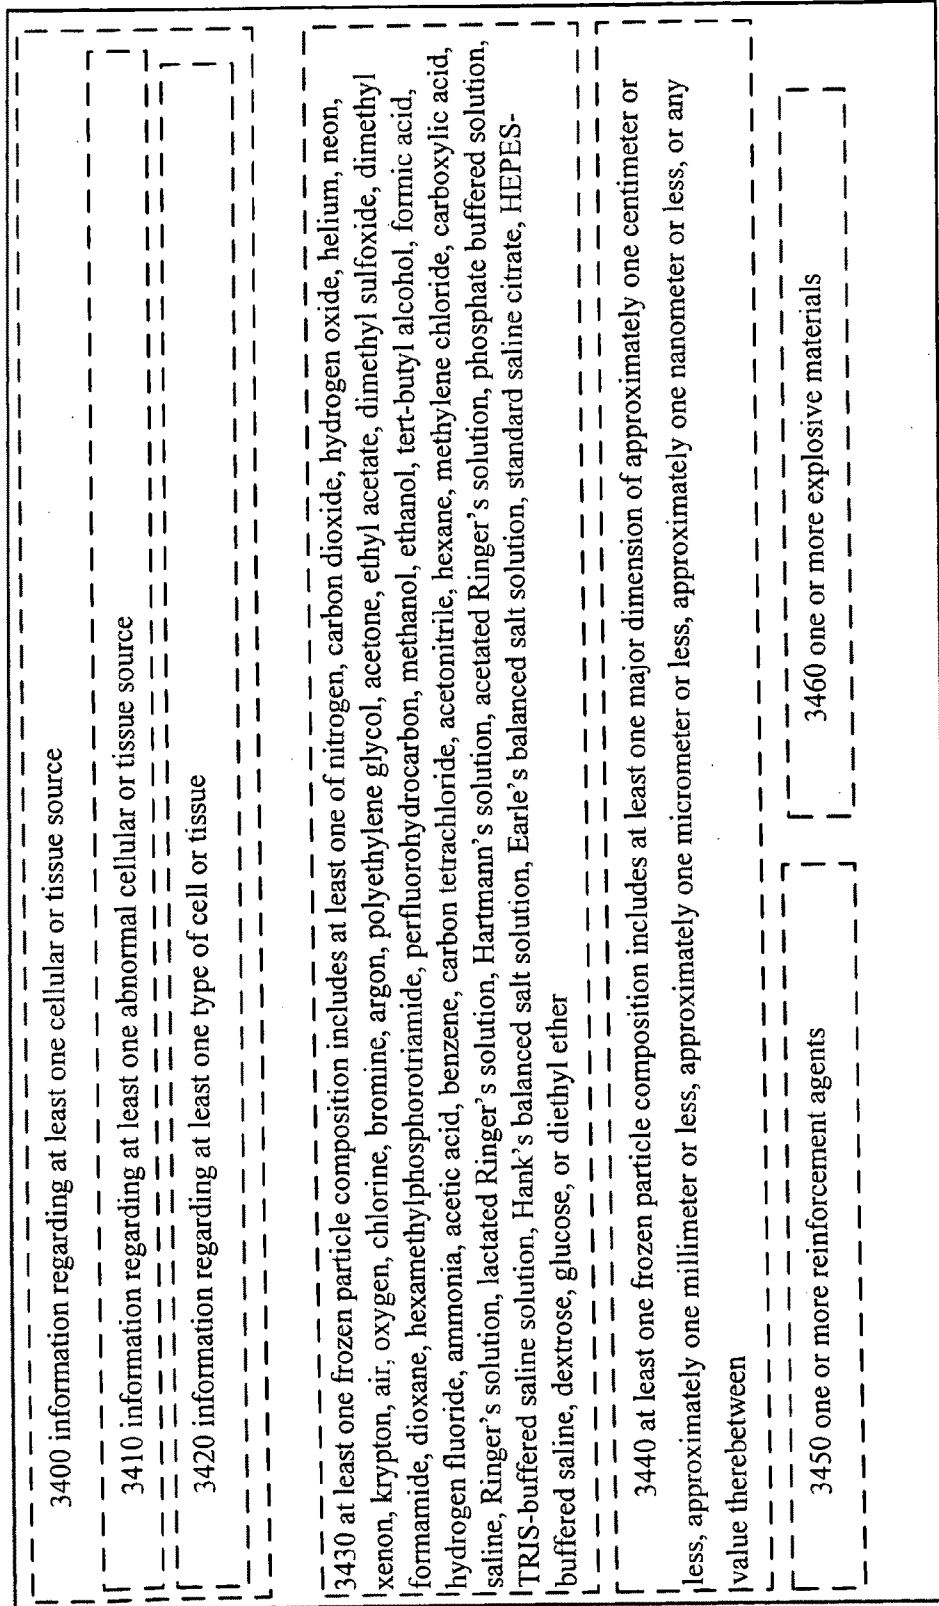 3400 information regarding at least one cellular or tissue source
3410 information regarding at least one abnormal cellular or tissue source
3420 information regarding at least one type of cell or tissue
3430 at least one frozen particle composition includes at least one of nitrogen, carbon dioxide, hydrogen oxide, helium, neon,
xenon, krypton, air, oxygen, chlorine, bromine, argon, polyethylene glycol, acetone, ethyl acetate, dimethyl sulfoxide, dimethyl
formamide, dioxane, hexamethylphosphorotriamide, perfluorohydrocarbon, methanol, ethanol, tert-butyl alcohol, formic acid,
hydrogen fluoride, ammonia, acetic acid, benzene, carbon tetrachloride, acetonitrile, hexane, methylene chloride, carboxylic acid,
saline, Ringer's solution, lactated Ringer's solution, Hartmann's solution, acetated Ringer's solution, phosphate buffered solution,
TRIS-buffered saline solution, Hank's balanced salt solution, Earle's balanced salt solution, standard saline citrate, HEPES-
buffered saline, dextrose, glucose, or diethyl ether
3440 at least one frozen particle composition includes at least one major dimension of approximately one centimeter or
less, approximately one millimeter or less, approximately one micrometer or less, approximately one nanometer or less, or any
value therebetween
3450 one or more reinforcement agents
3460 one or more explosive materials